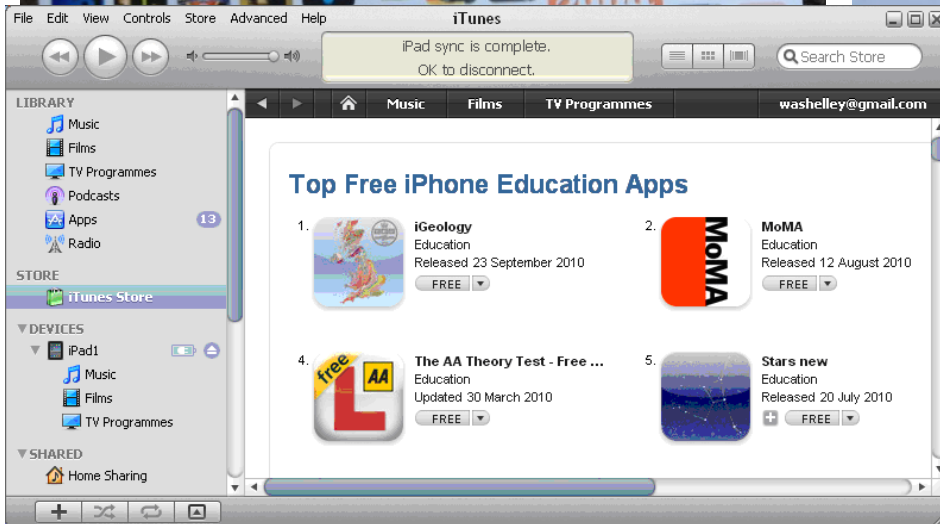 File Edit View Controls Store Advanced Help
iTunes
iPad sync is complete.
OK to disconnect.
Search Store
LIBRARY
Music
Films
TV Programmes
Podcasts
Apps 13
Radio
STORE
iTunes Store
DEVICES
iPad1
Music
Films
TV Programmes
SHARED
Home Sharing
Music Films TV Programmes washelley@gmail.com
Top Free iPhone Education Apps
1. iGeology
Education
Released 23 September 2010
FREE
2. MoMA
MoMA
Education
Released 12 August 2010
FREE
4. free
AA
L
The AA Theory Test - Free ...
Education
Updated 30 March 2010
FREE
5. Stars new
Education
Released 20 July 2010
FREE